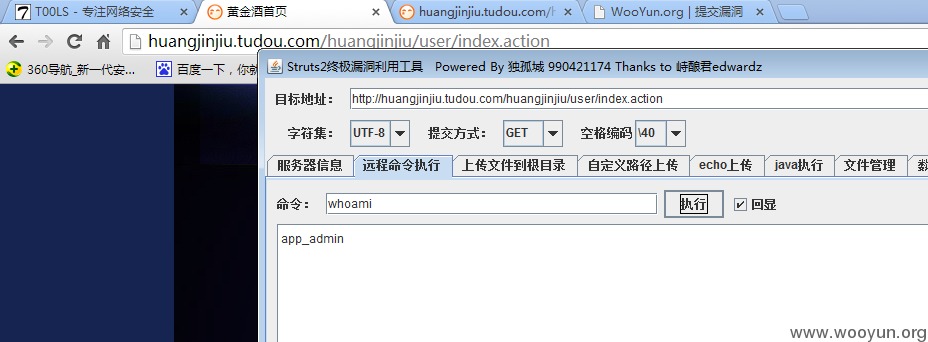 T00LS - 专注网络安全
黄金酒首页
huangjinjiu.tudou.com/h
WooYun.org | 提交漏洞
huangjinjiu.tudou.com/huangjinjiu/user/index.action
360导航_新一代安...
百度一下，你就
Struts2终极漏洞利用工具 Powered By 独孤城 990421174 Thanks to 峙酿君edwardz
目标地址：
http://huangjinjiu.tudou.com/huangjinjiu/user/index.action
字符集：
UTF-8
提交方式：
GET
空格编码
\40
服务器信息
远程命令执行
上传文件到根目录
自定义路径上传
echo上传
java执行
文件管理
命令：
whoami
执行
回显
app_admin
www.wooyun.org